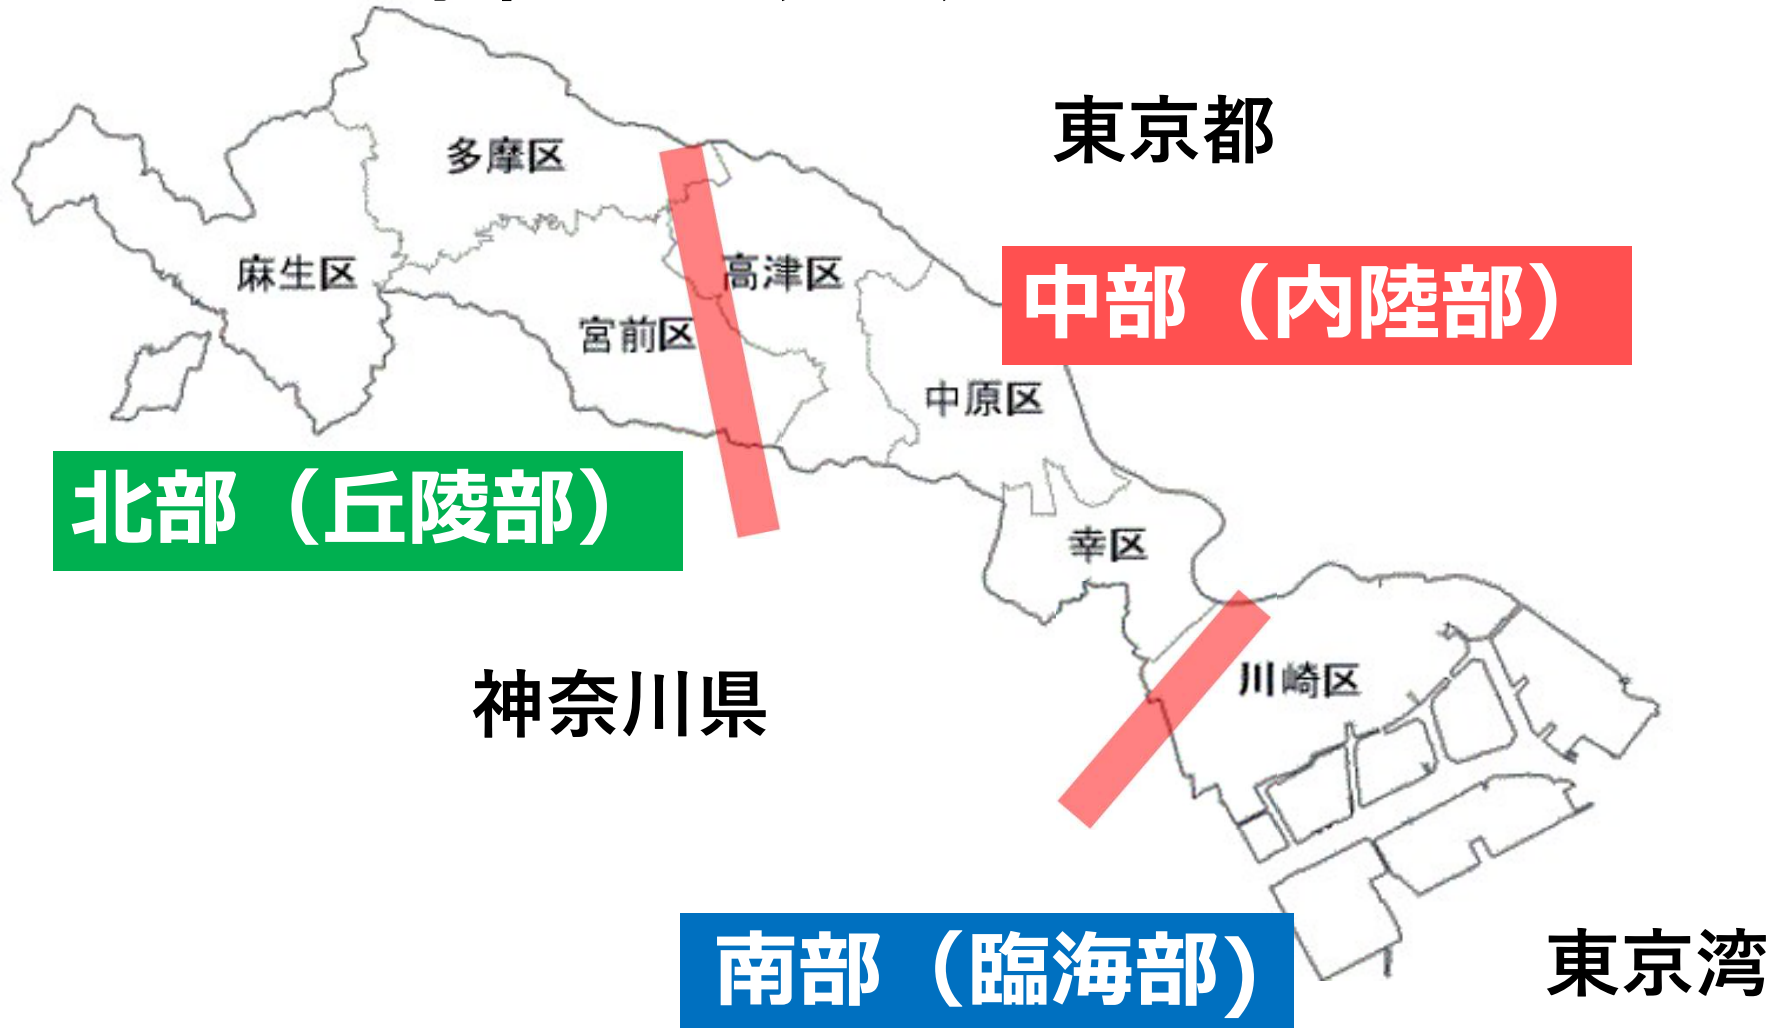 東京都
多摩区
麻生区
高津区
中部（内陸部）
宮前区
中原区
北部（丘陵部）
幸区
神奈川県
川崎区
南部（臨海部)
東京湾